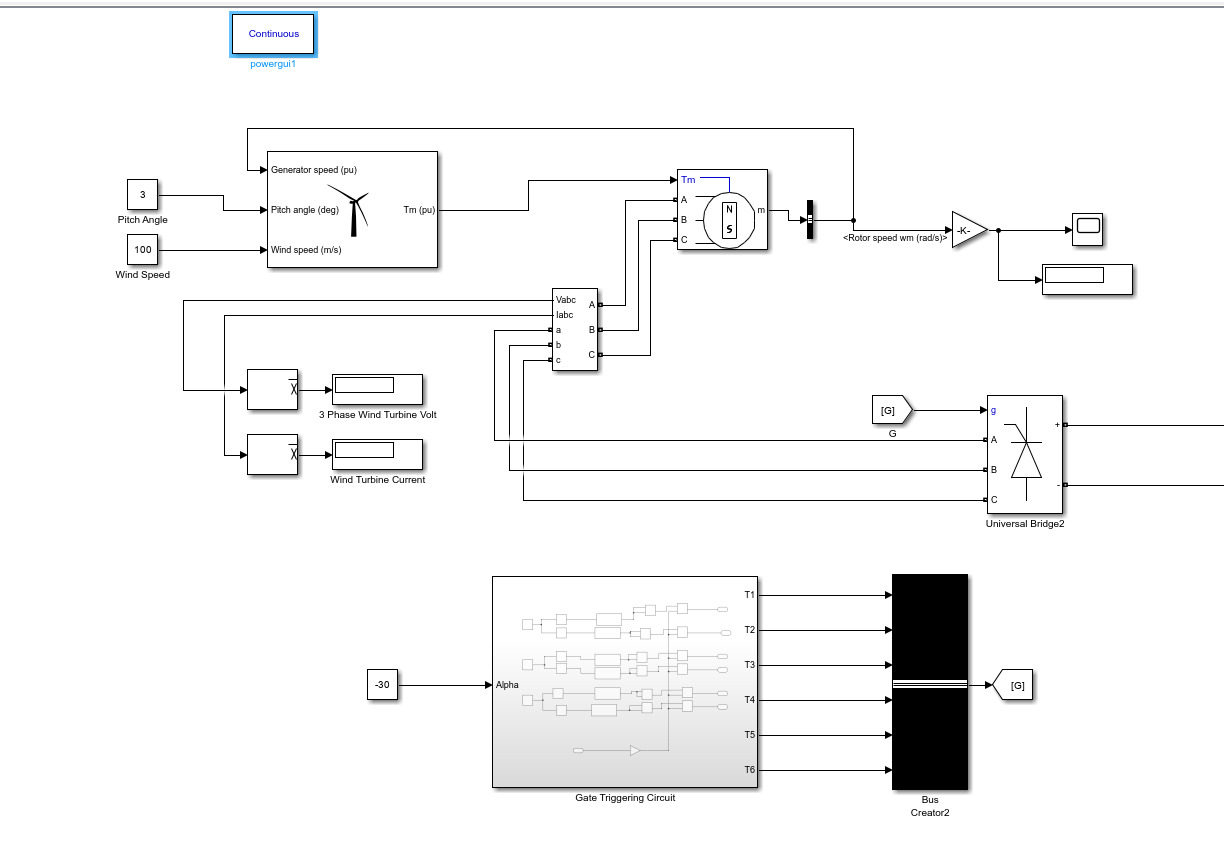 Continuous
powergui1
Generator speed (pu)
3
Pitch angle (deg)
Tm (pu)
Pitch Angle
100
Wind speed (m/s)
Wind Speed
Tm
A
B
C
N
S
m
<Rotor speed wm (rad/s)>
-K-
Vabc
Iabc
a
b
c
A
B
C
3 Phase Wind Turbine Volt
Wind Turbine Current
[G]
G
g
A
B
C
+
-
Universal Bridge2
-30
Alpha
T1
T2
T3
T4
T5
T6
Gate Triggering Circuit
[G]
Bus
Creator2